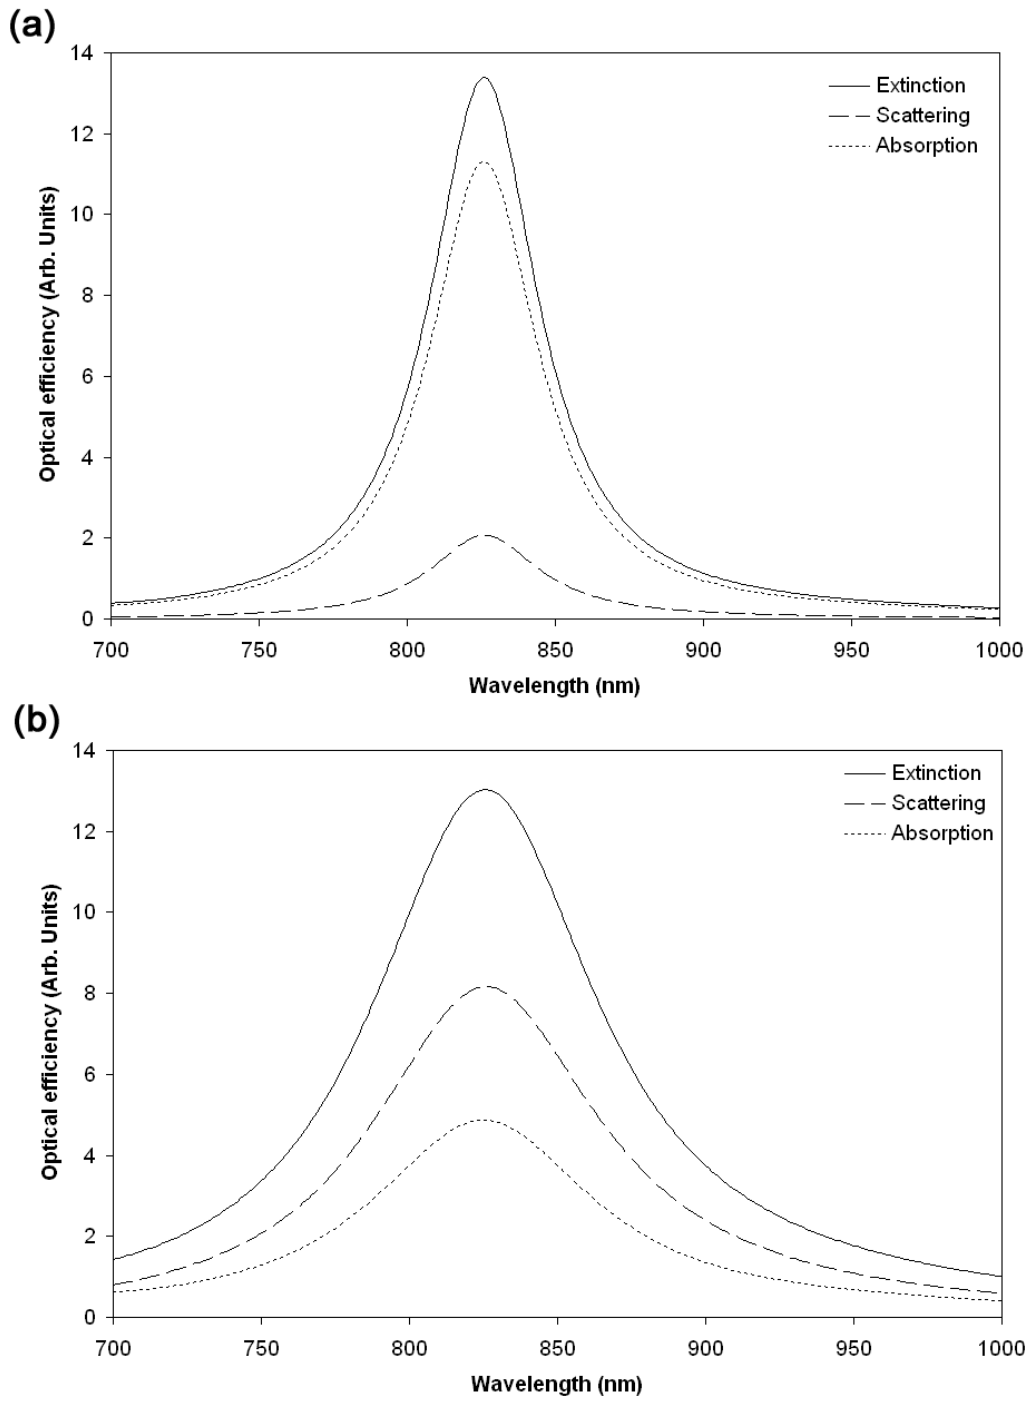 (a)
14
12
10
8
6
4
2
0
Optical efficiency (Arb. Units)
Extinction
Scattering
Absorption
700 750 800 850 900 950 1000
Wavelength (nm)
(b)
14
12
10
8
6
4
2
0
Optical efficiency (Arb. Units)
Extinction
Scattering
Absorption
700 750 800 850 900 950 1000
Wavelength (nm)